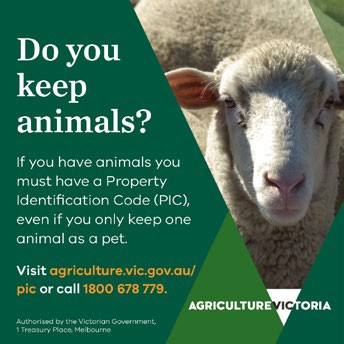 Do you
keep
animals?
If you have animals you
must have a Property
Identification Code (PIC),
even if you only keep one
animal as a pet.
Visit agriculture.vic.gov.au/
pic or call 1800 678 779.
Authorised by the Victorian Government,
1 Treasury Place, Melbourne
AGRICULTURE VICTORIA